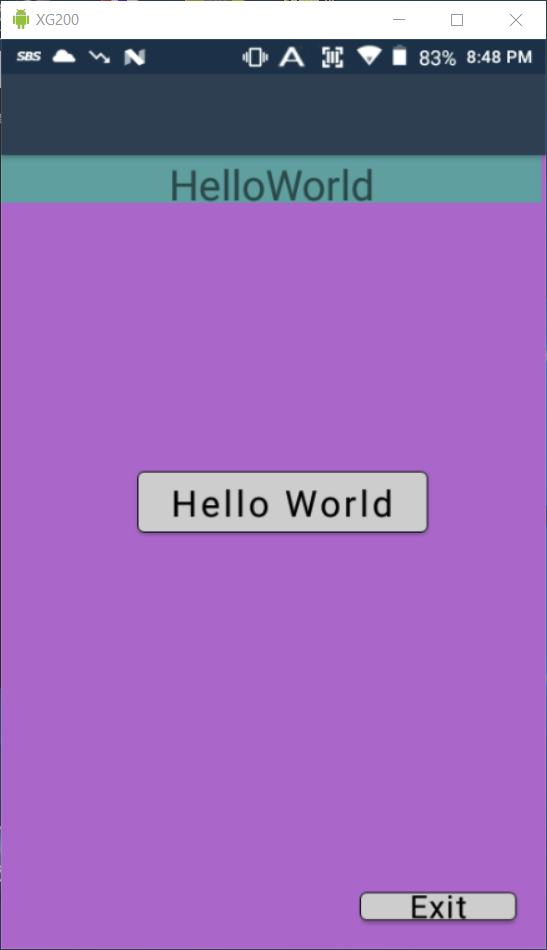 XG200
SBS
83% 8:48 PM
HelloWorld
Hello World
Exit